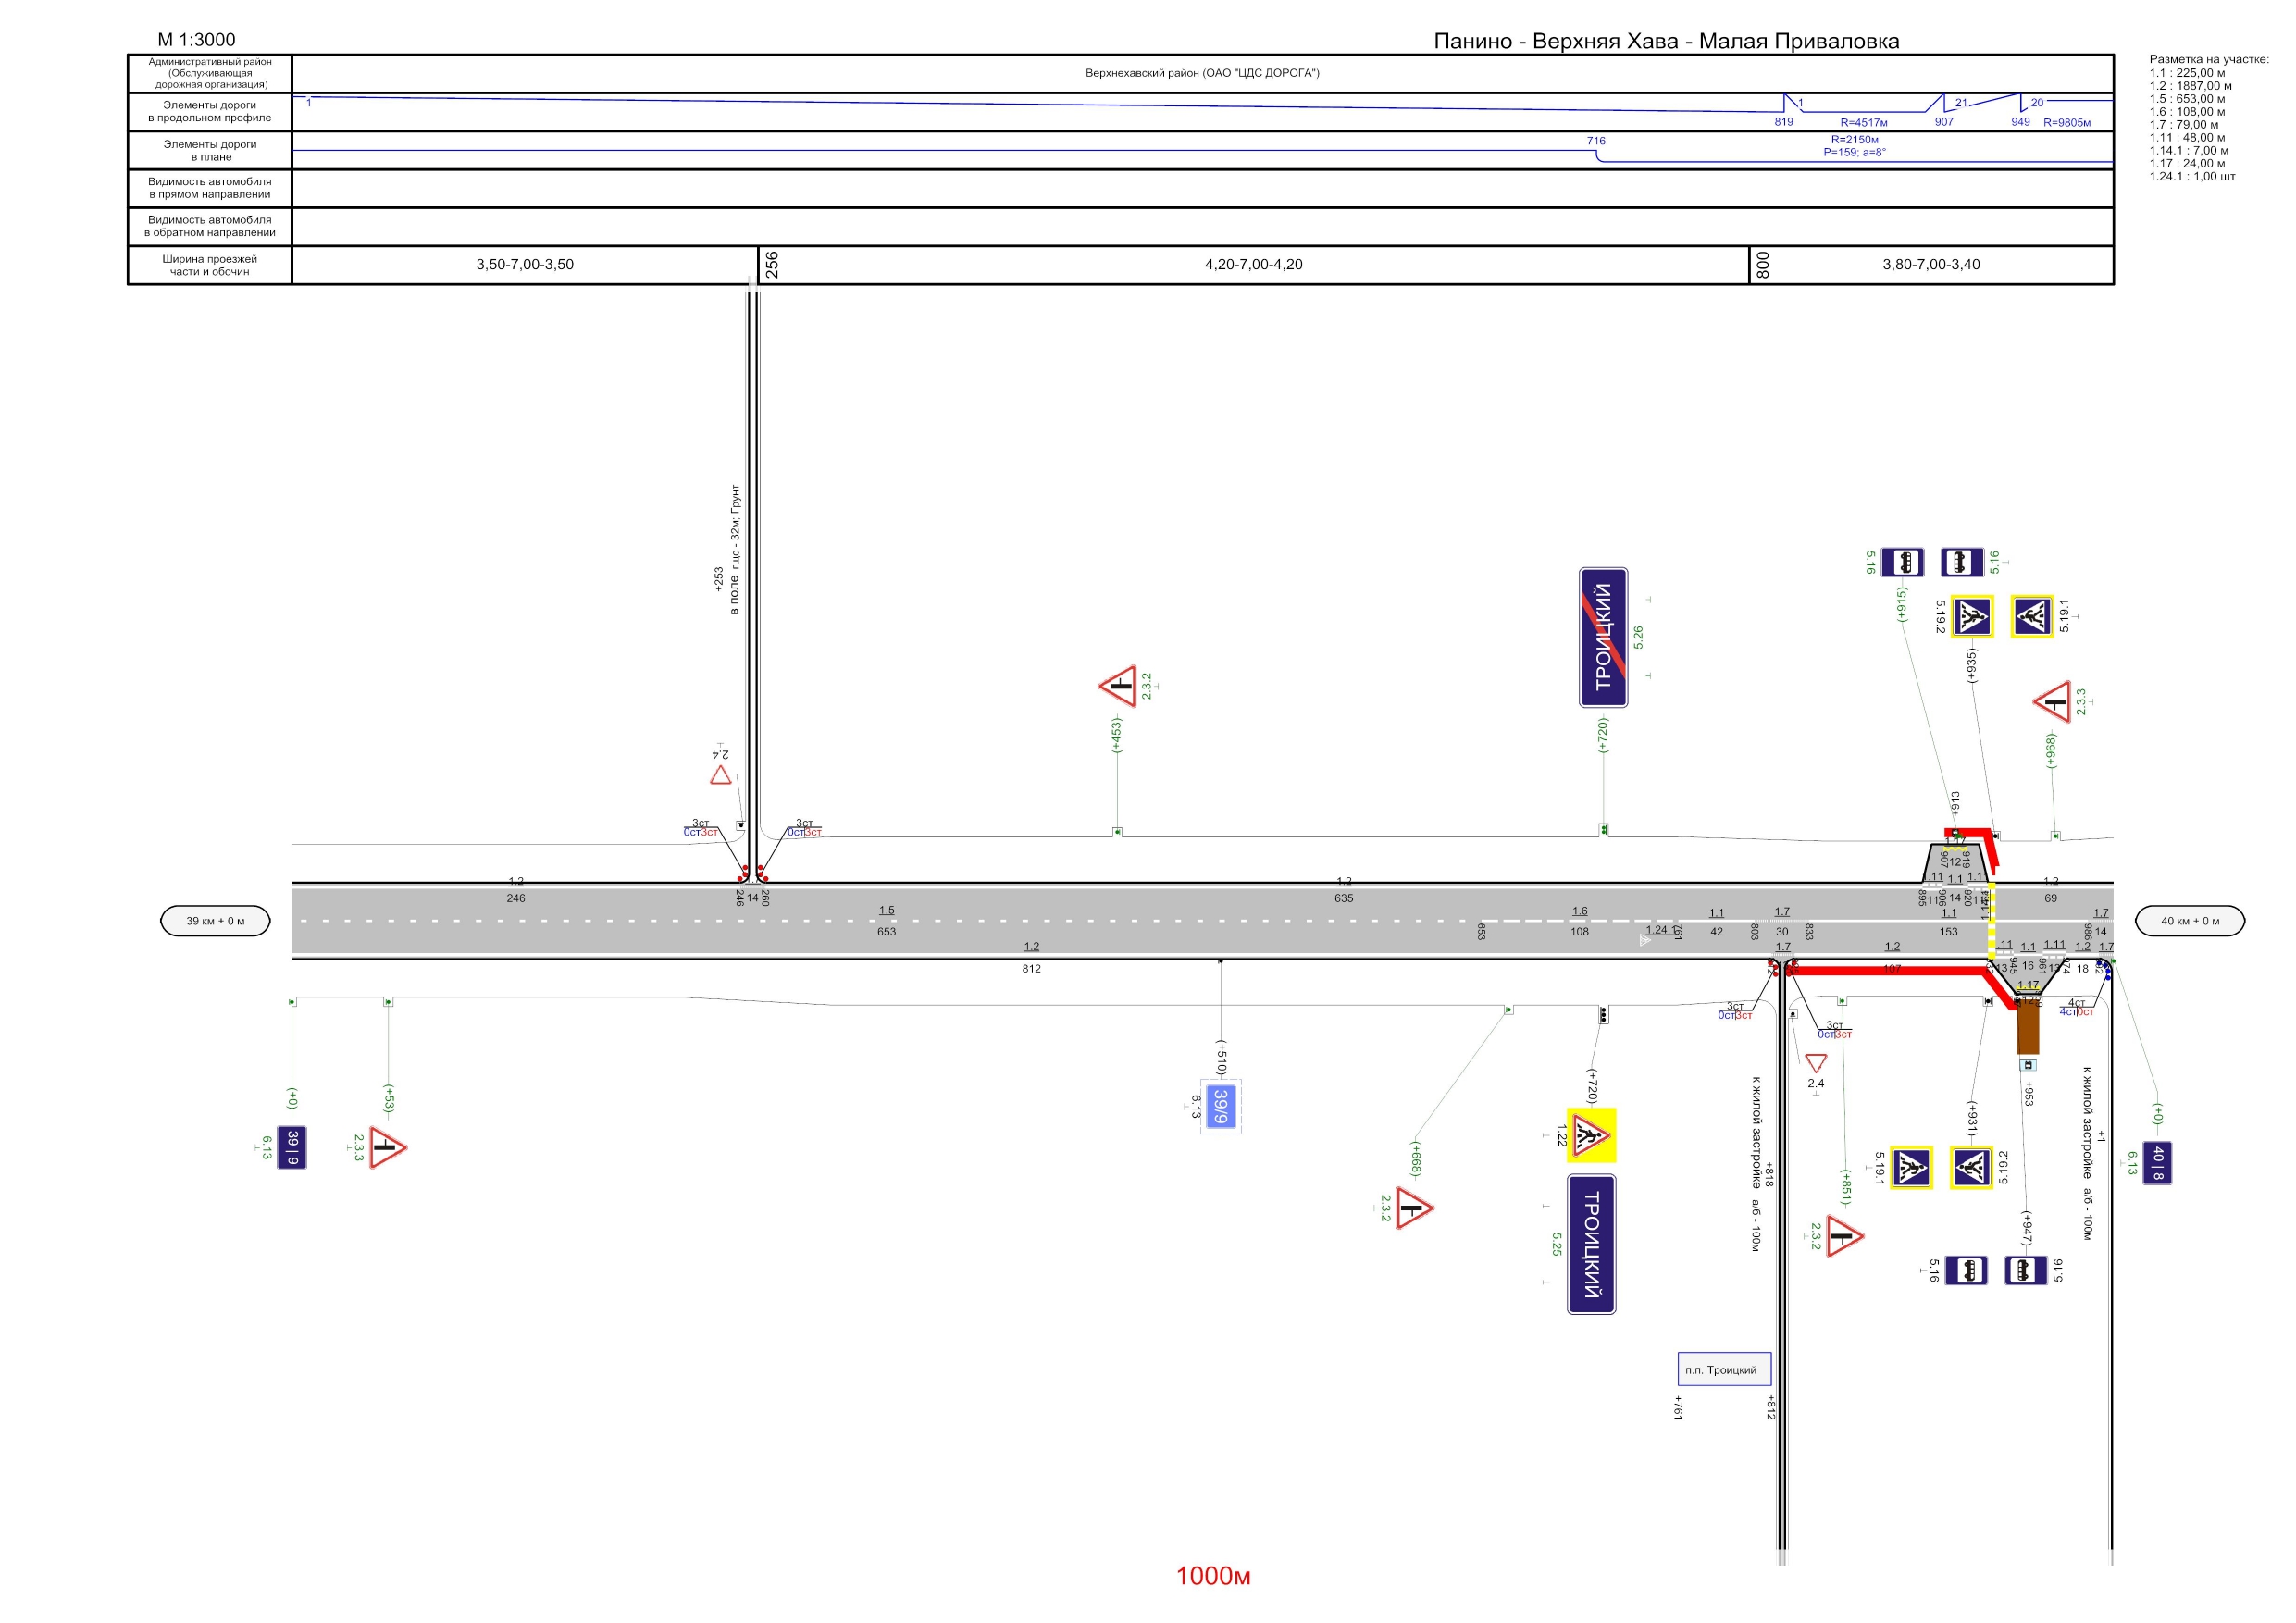 М 1:3000
Панино - Верхняя Хава - Малая Приваловка
Административный район
(Обслуживающая
дорожная организация)
Верхнехавский район (ОАО "ЦДС ДОРОГА")
Элементы дороги
в продольном профиле
1
819
1
R=4517м
907
21
949
20
R=9805м
Элементы дороги
в плане
716
R=2150м
Р=159; а=8°
Видимость автомобиля
в прямом направлении
Видимость автомобиля
в обратном направлении
Ширина проезжей
части и обочин
3,50-7,00-3,50
256
4,20-7,00-4,20
800
3,80-7,00-3,40
Разметка на участке:
1.1 : 225,00 м
1.2 : 1887,00 м
1.5 : 653,00 м
1.6 : 108,00 м
1.7 : 79,00 м
1.11 : 48,00 м
1.14.1 : 7,00 м
1.17 : 24,00 м
1.24.1 : 1,00 шт
+253
в поле гщс - 32м; Грунт
2.4
3ст
0ст|3ст
3ст
0ст|3ст
2.3.2
(+453)
ТРОИЦКИЙ
5.26
(+720)
5.16
5.16
(+915)
5.19.2
5.19.1
(+935)
2.3.3
(+968)
+913
1.17
907
12
919
1.11
1.1
1.11
895
11
906
14
920
11
1.2
246
246
14
260
1.2
635
1.2
69
39 км + 0 м
40 км + 0 м
1.5
653
653
1.6
108
1.24.1
761
1.1
42
803
1.7
30
833
1.1
153
986
1.7
14
1.2
812
1.7
1.2
107
1.11
1.1
1.11
1.2
1.7
13
945
16
961
13
974
18
1.17
12
3ст
0ст|3ст
3ст
0ст|3ст
4ст
4ст|0ст
(+0)
39 | 9
6.13
(+53)
2.3.3
(+510)
39/9
6.13
(+668)
2.3.2
(+720)
1.22
ТРОИЦКИЙ
5.25
к жилой застройке а/б - 100м
+818
2.4
(+851)
2.3.2
(+931)
5.19.1
5.19.2
+953
(+947)
5.16
5.16
к жилой застройке а/б - 100м
+1
(+0)
40 | 8
6.13
п.п. Троицкий
+761
+812
1000м